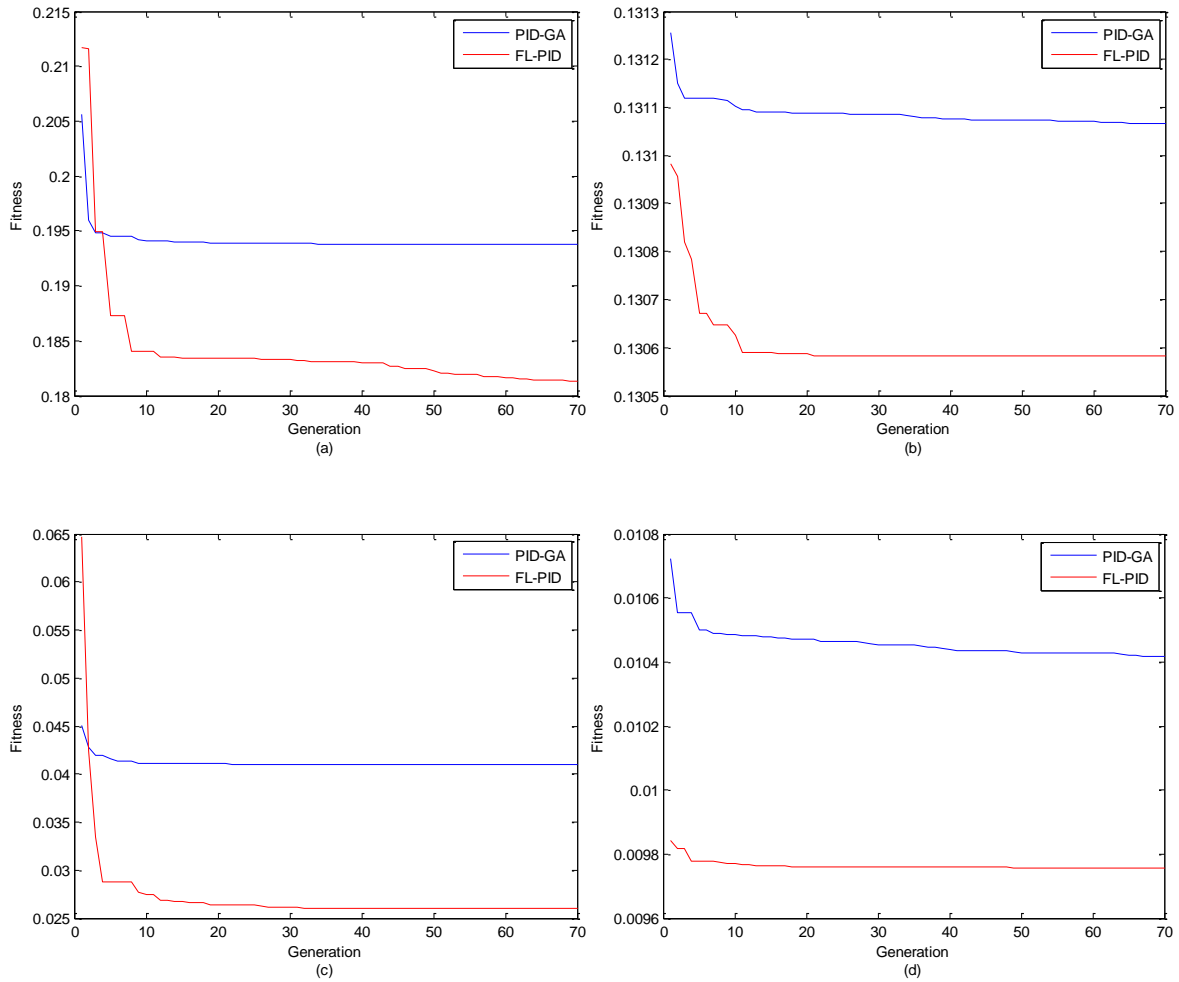 0.215
0.21
0.205
0.2
0.195
0.19
0.185
0.18
Fitness
0 10 20 30 40 50 60 70
Generation
(a)
PID-GA
FL-PID
0.1313
0.1312
0.1311
0.131
0.1309
0.1308
0.1307
0.1306
0.1305
Fitness
0 10 20 30 40 50 60 70
Generation
(b)
PID-GA
FL-PID
0.065
0.06
0.055
0.05
0.045
0.04
0.035
0.03
0.025
Fitness
0 10 20 30 40 50 60 70
Generation
(c)
PID-GA
FL-PID
0.0108
0.0106
0.0104
0.0102
0.01
0.0098
0.0096
Fitness
0 10 20 30 40 50 60 70
Generation
(d)
PID-GA
FL-PID